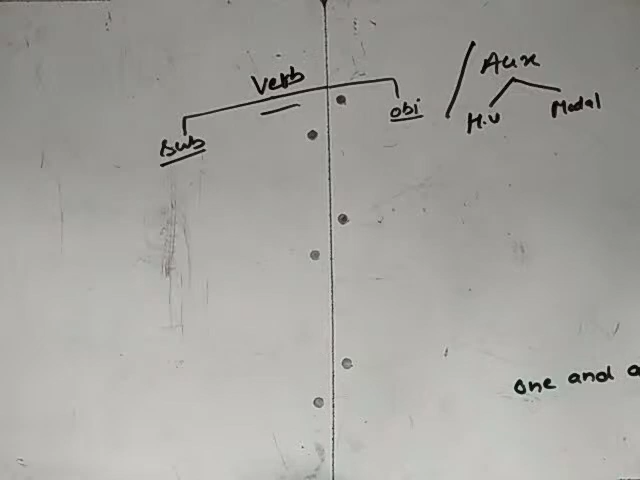 Verb
Sub
obj
/ Aux
H.V
Modal
one and a